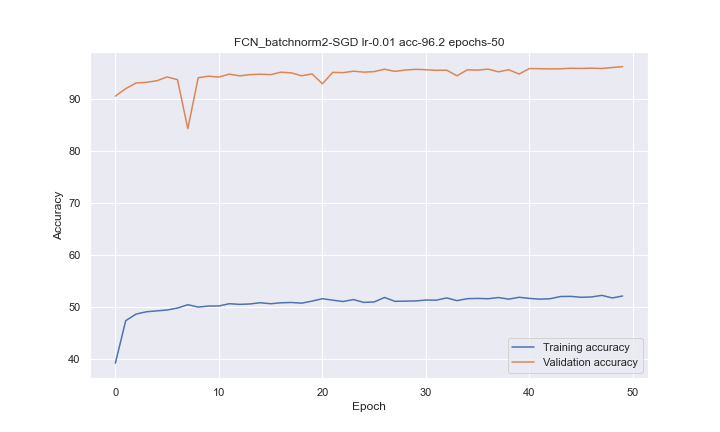 FCN_batchnorm2-SGD lr-0.01 acc-96.2 epochs-50
Accuracy
90
80
70
60
50
40
0 10 20 30 40 50
Epoch
Training accuracy
Validation accuracy